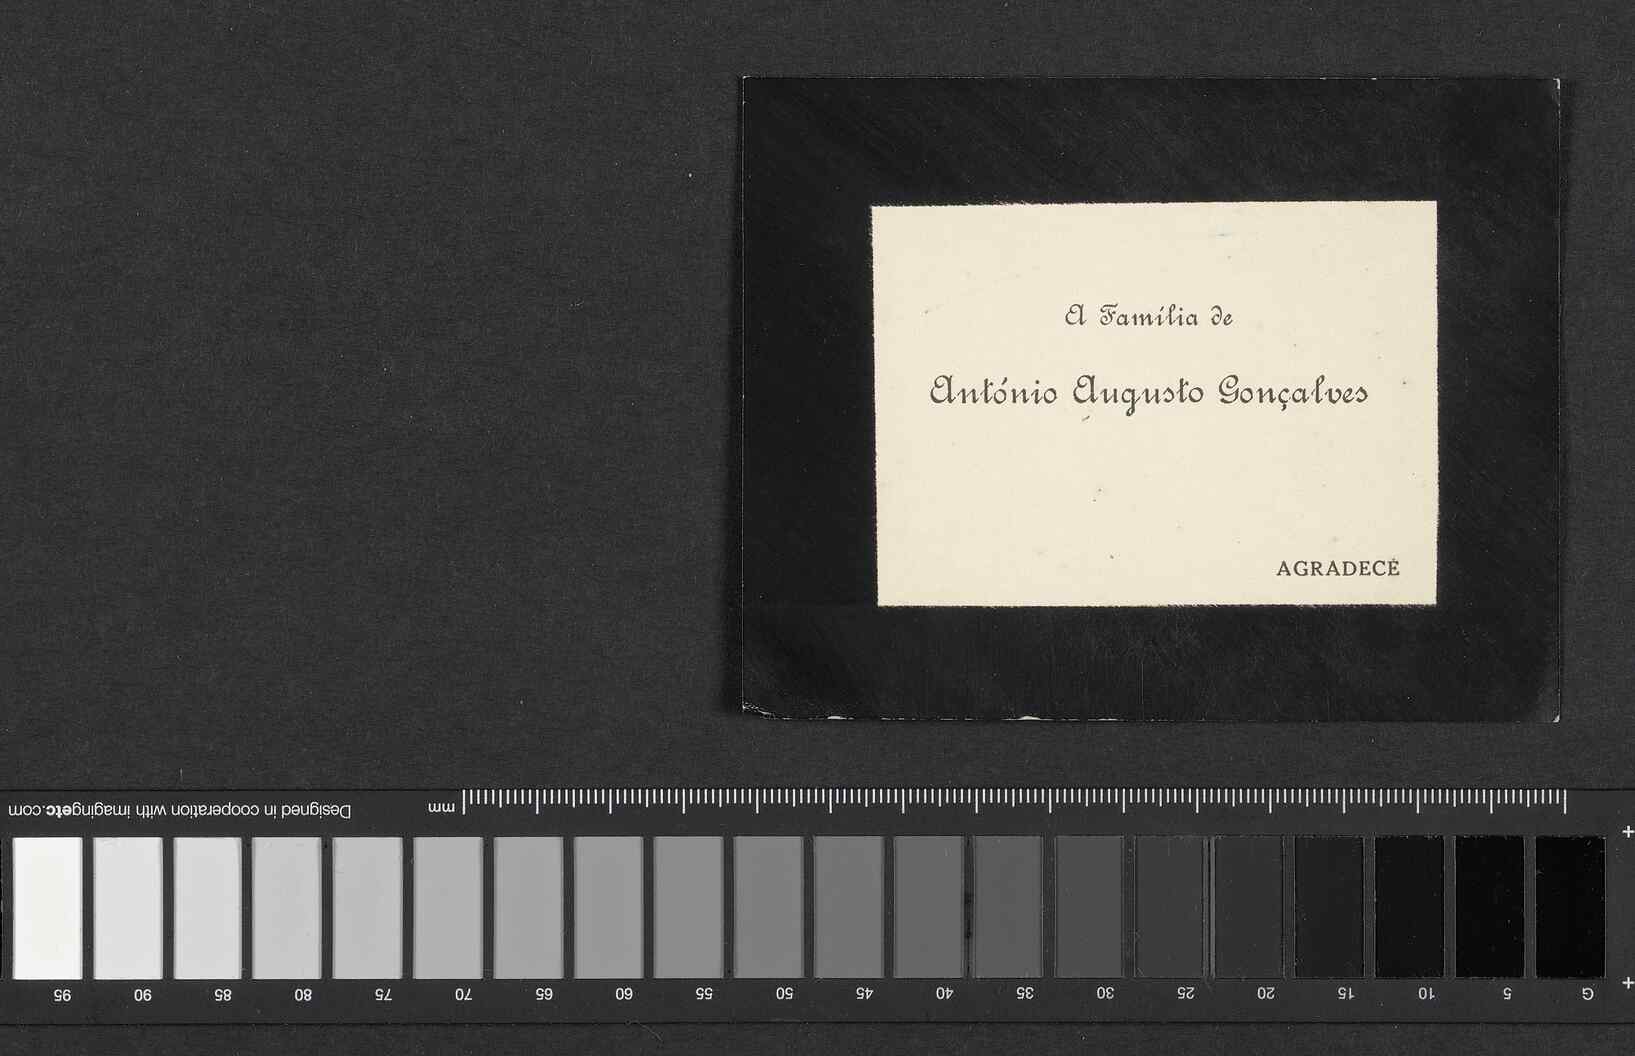 A Família de
António Augusto Gonçalves
AGRADECE
mm
Designed in cooperation with imagingetc.com
95 90 85 80 75 70 65 60 55 50 45 40 35 30 25 20 15 10 5 G